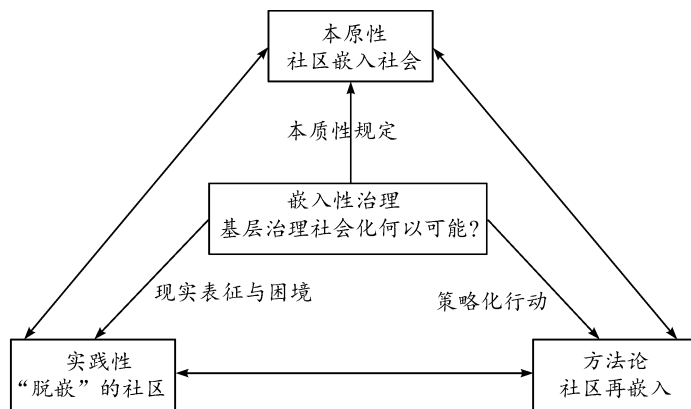 本原性
社区嵌入社会
本质性规定
嵌入性治理
基层治理社会化何以可能?
现实表征与困境
策略化行动
实践性
“脱嵌”的社区
方法论
社区再嵌入